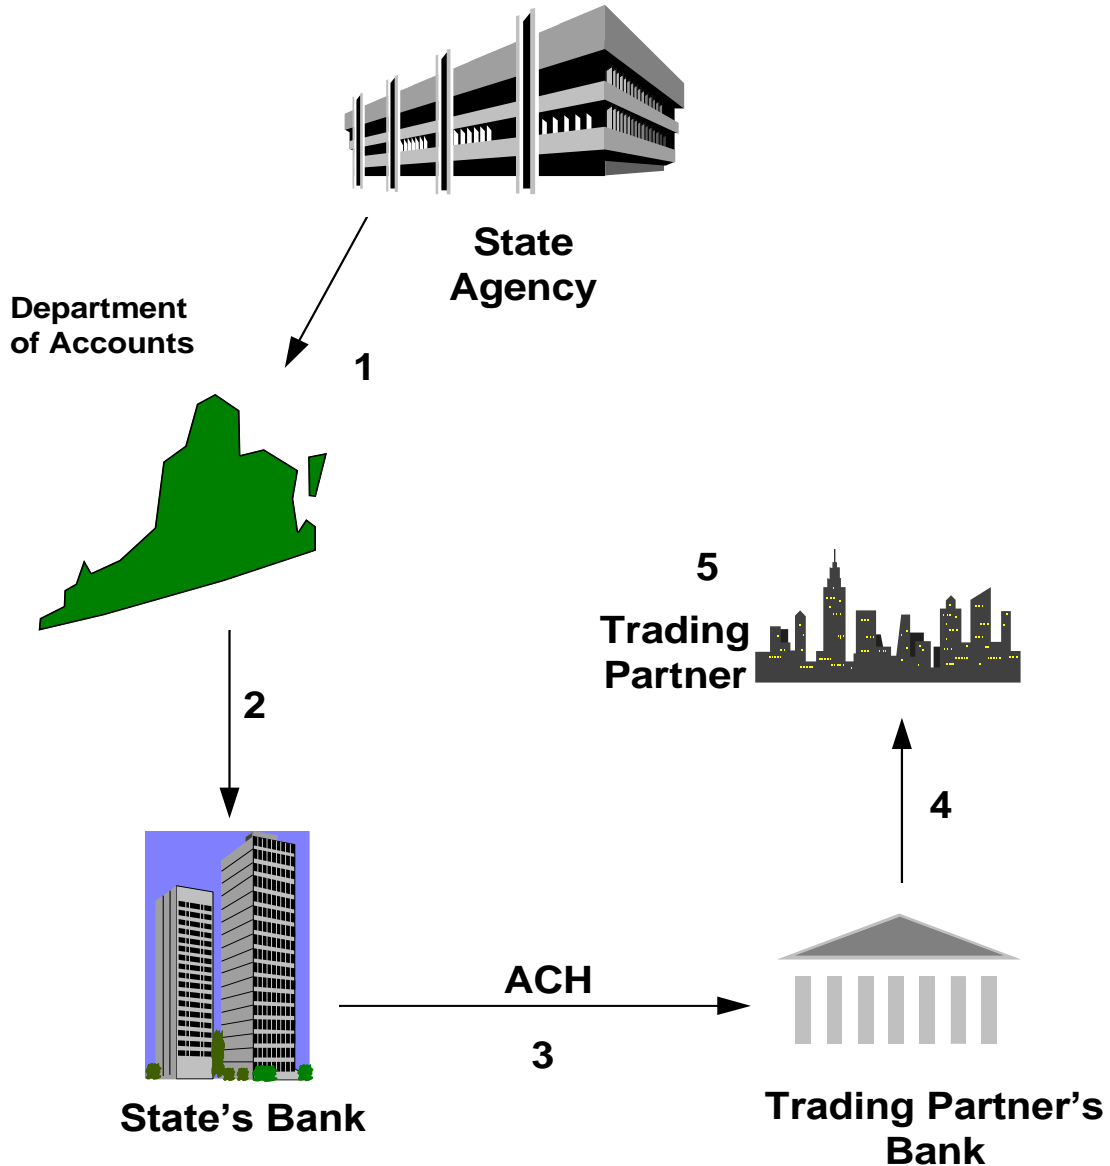 State
Agency
Department
of Accounts
1
2
5
Trading
Partner
4
ACH
3
State’s Bank
Trading Partner’s
Bank